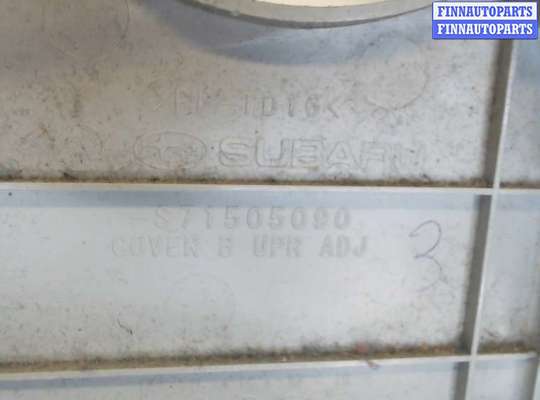 FINNAUTOPARTS
FINNAUTOPARTS
SUBARU
S71505090
COVER B UPR ADJ
3